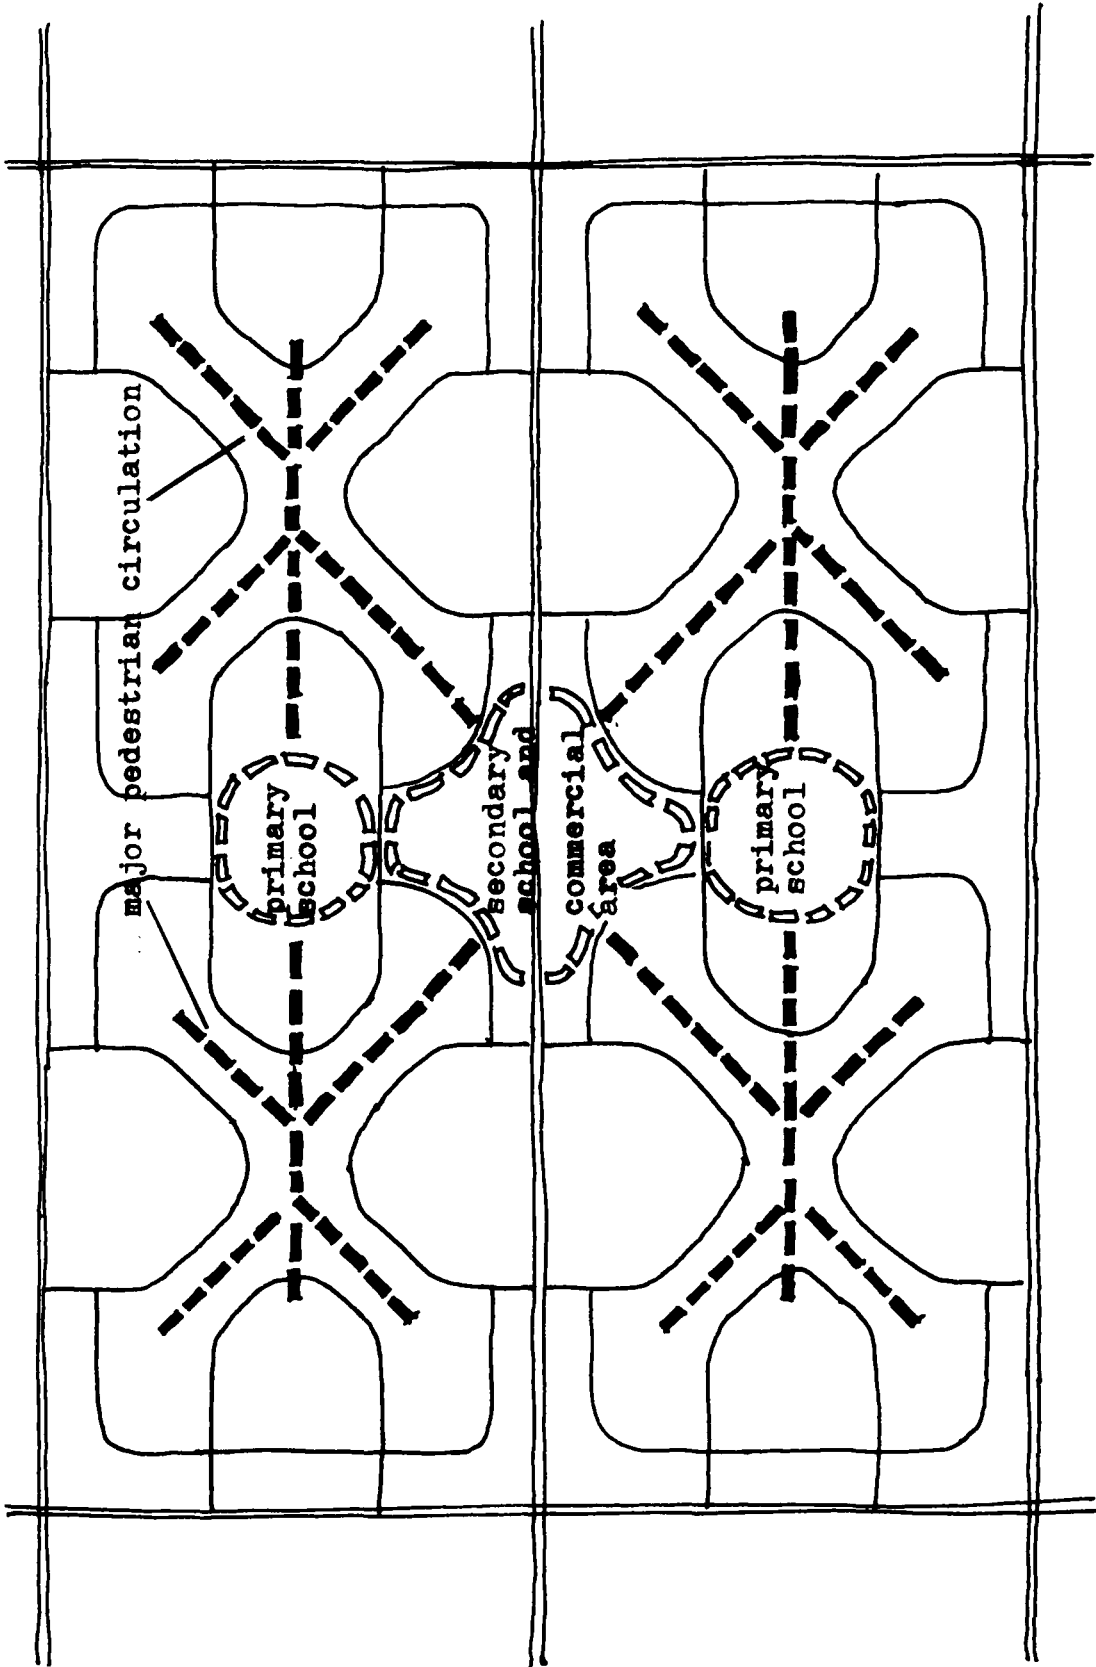 major pedestrian circulation
primary
school
secondary
school and
commercial
area
primary
school